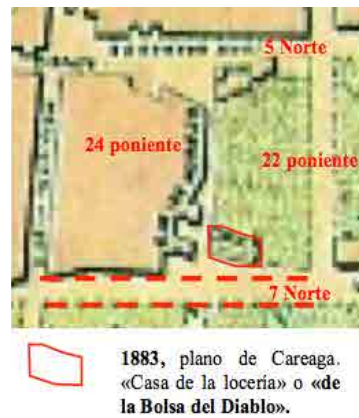 5 Norte
24 poniente
22 poniente
7 Norte
1883, plano de Careaga.
«Casa de la locería» o «de
la Bolsa del Diablo».